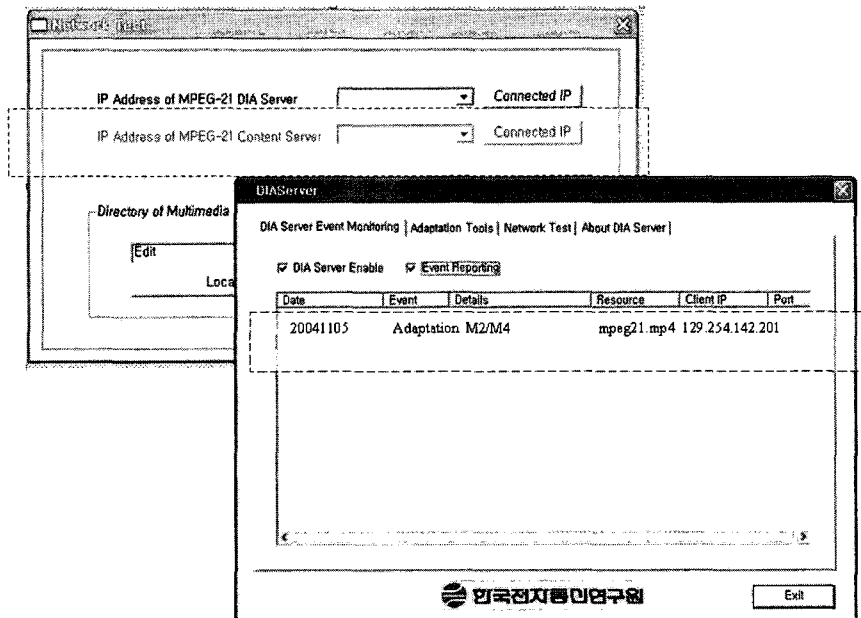 Network Test
IP Address of MPEG-21 DIA Server
Connected IP
IP Address of MPEG-21 Content Server
Connected IP
Directory of Multimedia
Edit
Loca
DIAServer
DIA Server Event Monitoring | Adaptation Tools | Network Test | About DIA Server |
DIA Server Enable
Event Reporting
Date Event Details Resource Client IP Port
20041105 Adaptation M2/M4 mpeg21.mp4 129.254.142.201
한국전자통신연구원
Exit